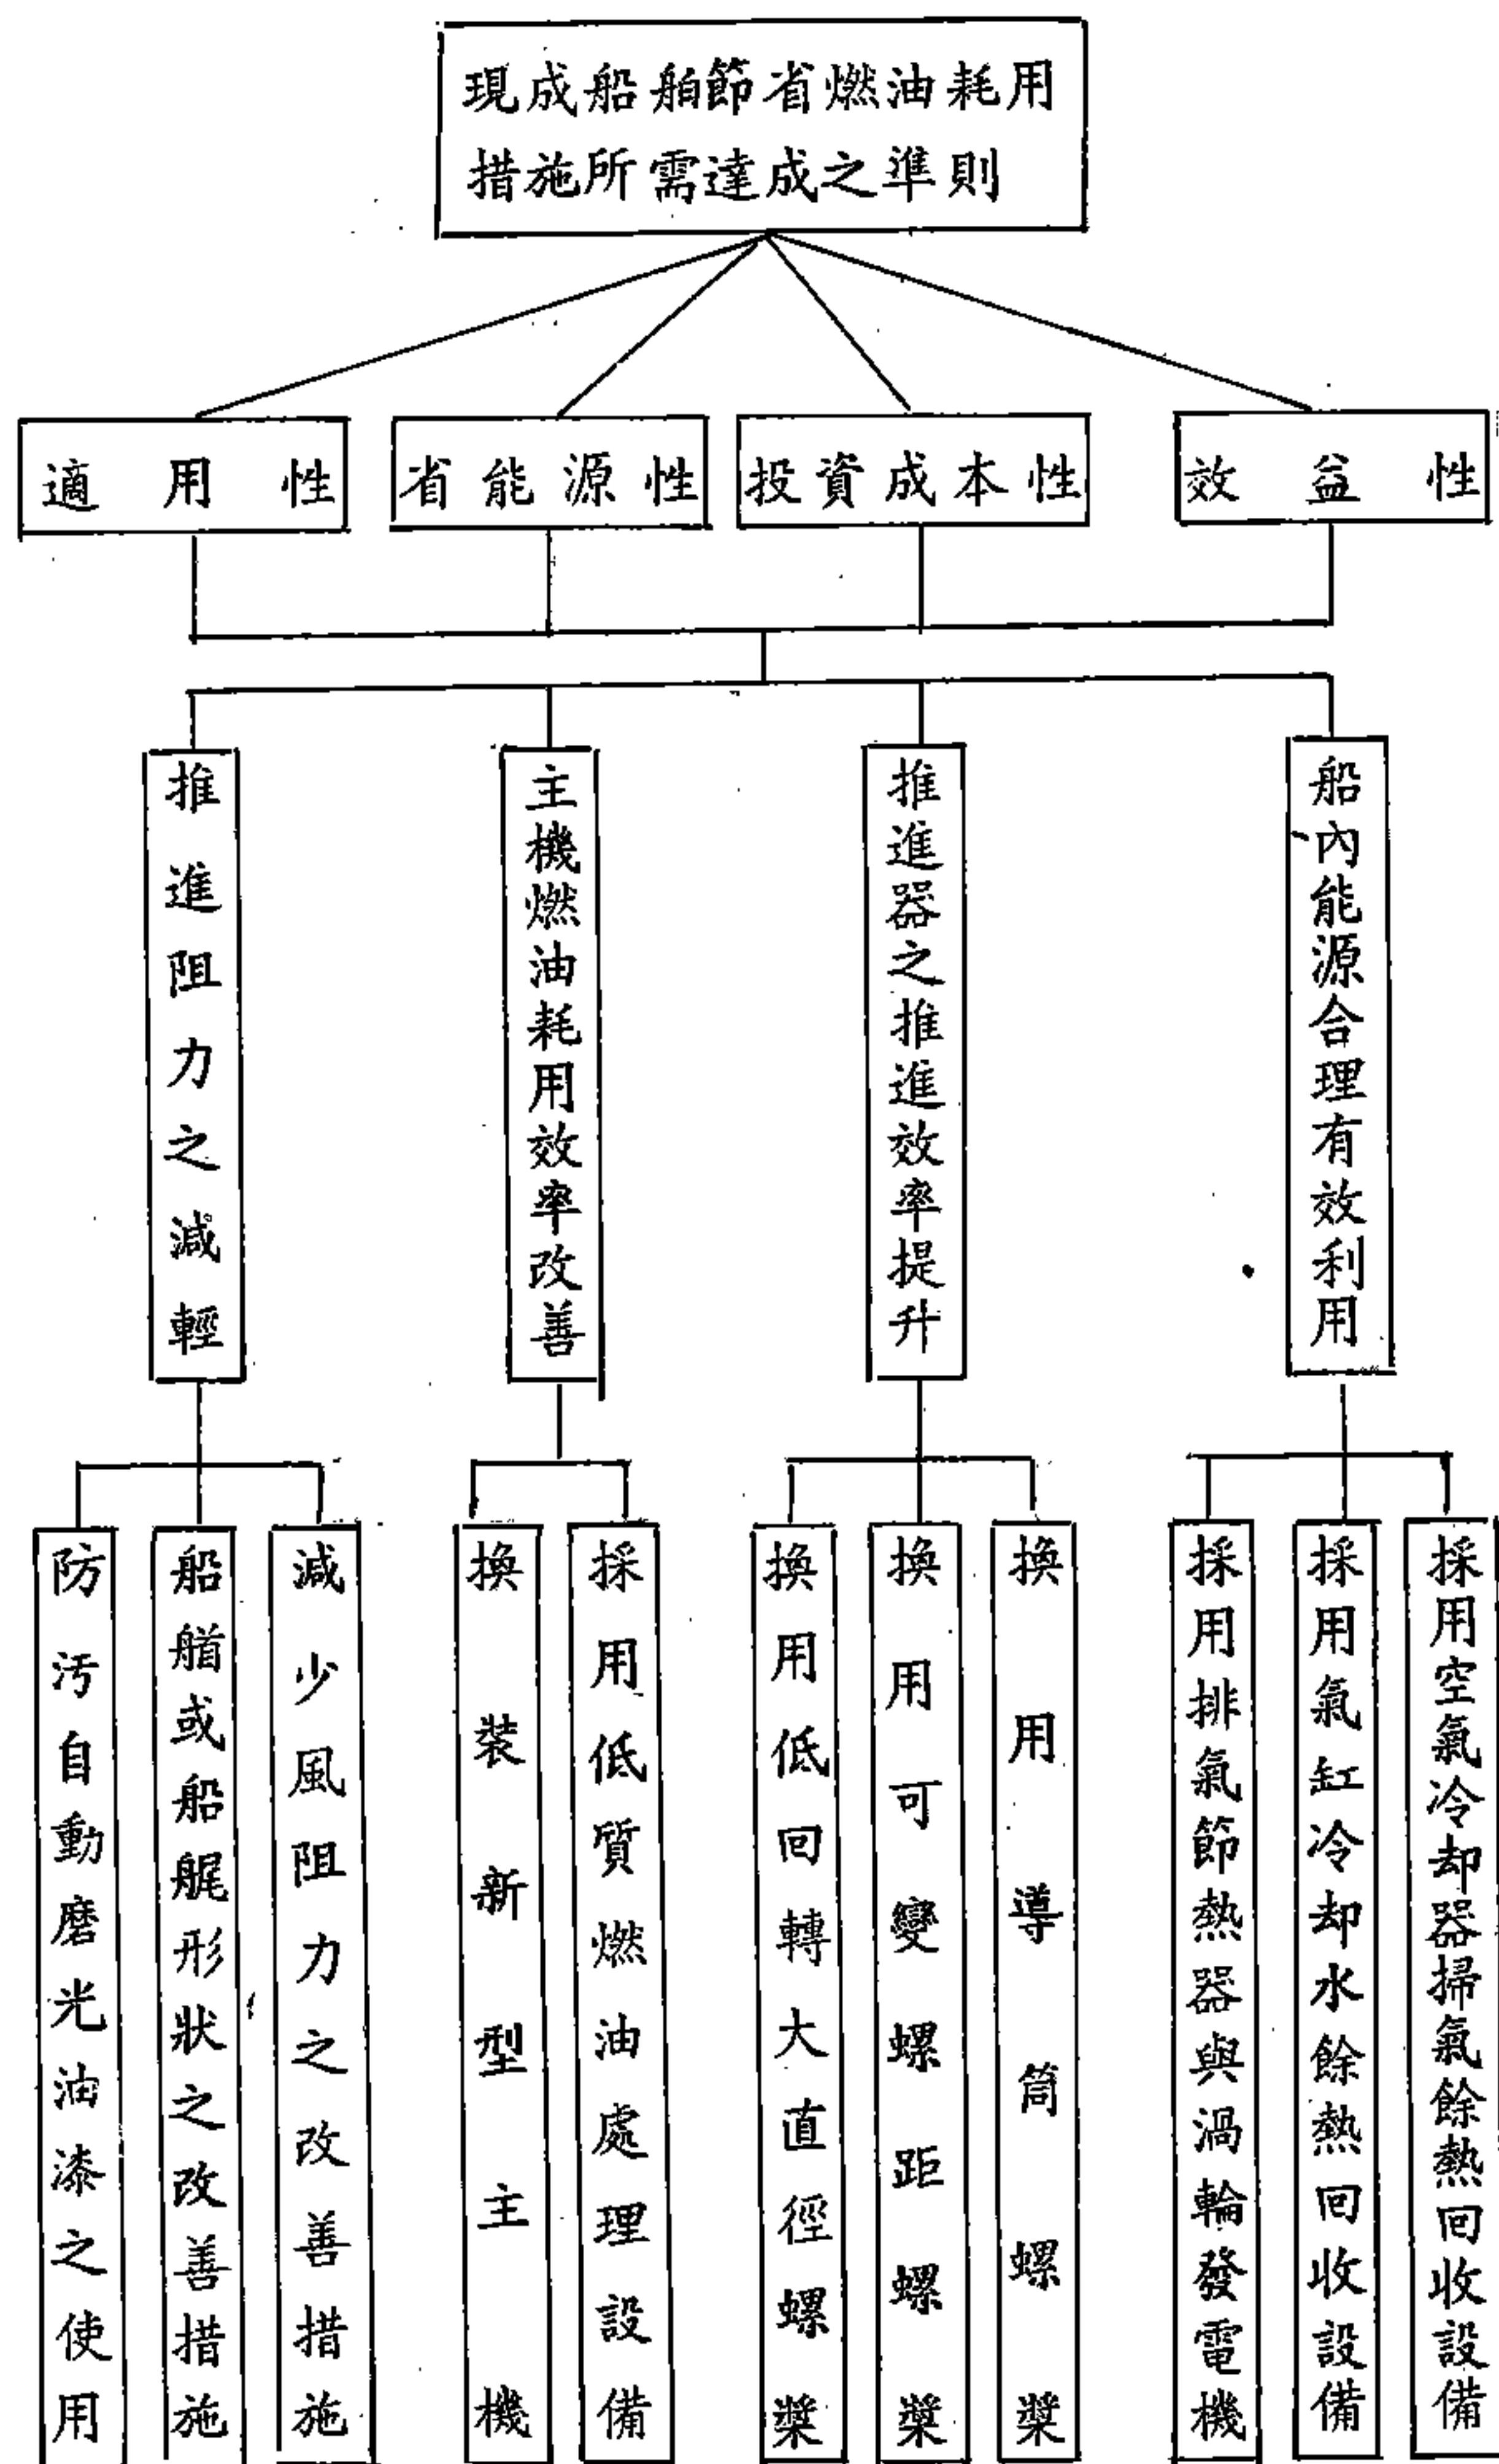 現成船舶節省燃油耗用
措施所需達成之準則
適用性
省能源性
投資成本性
效益性
推進阻力之減輕
主機燃油耗用效率改善
推進器之推進效率提升
船內能源合理有效利用
防污自動磨光油漆之使用
船艏或船艉形狀之改善措施
減少風阻力之改善措施
換裝新型主機
採用低質燃油處理設備
換用低回轉大直徑螺槳
換用可變螺距螺槳
換用導筒螺槳
採用排氣節熱器與渦輪發電機
採用氣缸冷却水餘熱回收設備
採用空氣冷却器掃氣餘熱回收設備